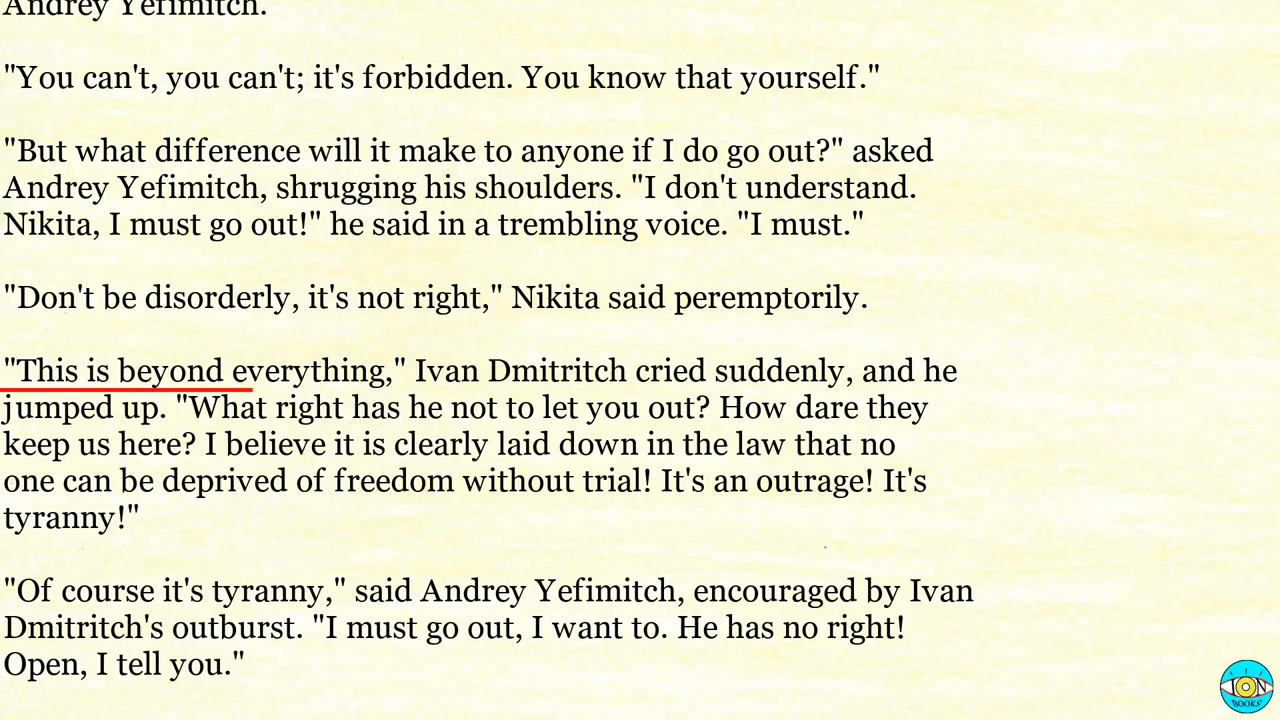 Andrey Yefimitch.
"You can't, you can't; it's forbidden. You know that yourself."
"But what difference will it make to anyone if I do go out?" asked
Andrey Yefimitch, shrugging his shoulders. "I don't understand.
Nikita, I must go out!" he said in a trembling voice. "I must."
"Don't be disorderly, it's not right," Nikita said peremptorily.
"This is beyond everything," Ivan Dmitritch cried suddenly, and he
jumped up. "What right has he not to let you out? How dare they
keep us here? I believe it is clearly laid down in the law that no
one can be deprived of freedom without trial! It's an outrage! It's
tyranny!"
"Of course it's tyranny," said Andrey Yefimitch, encouraged by Ivan
Dmitritch's outburst. "I must go out, I want to. He has no right!
Open, I tell you."
ION
BOOKS